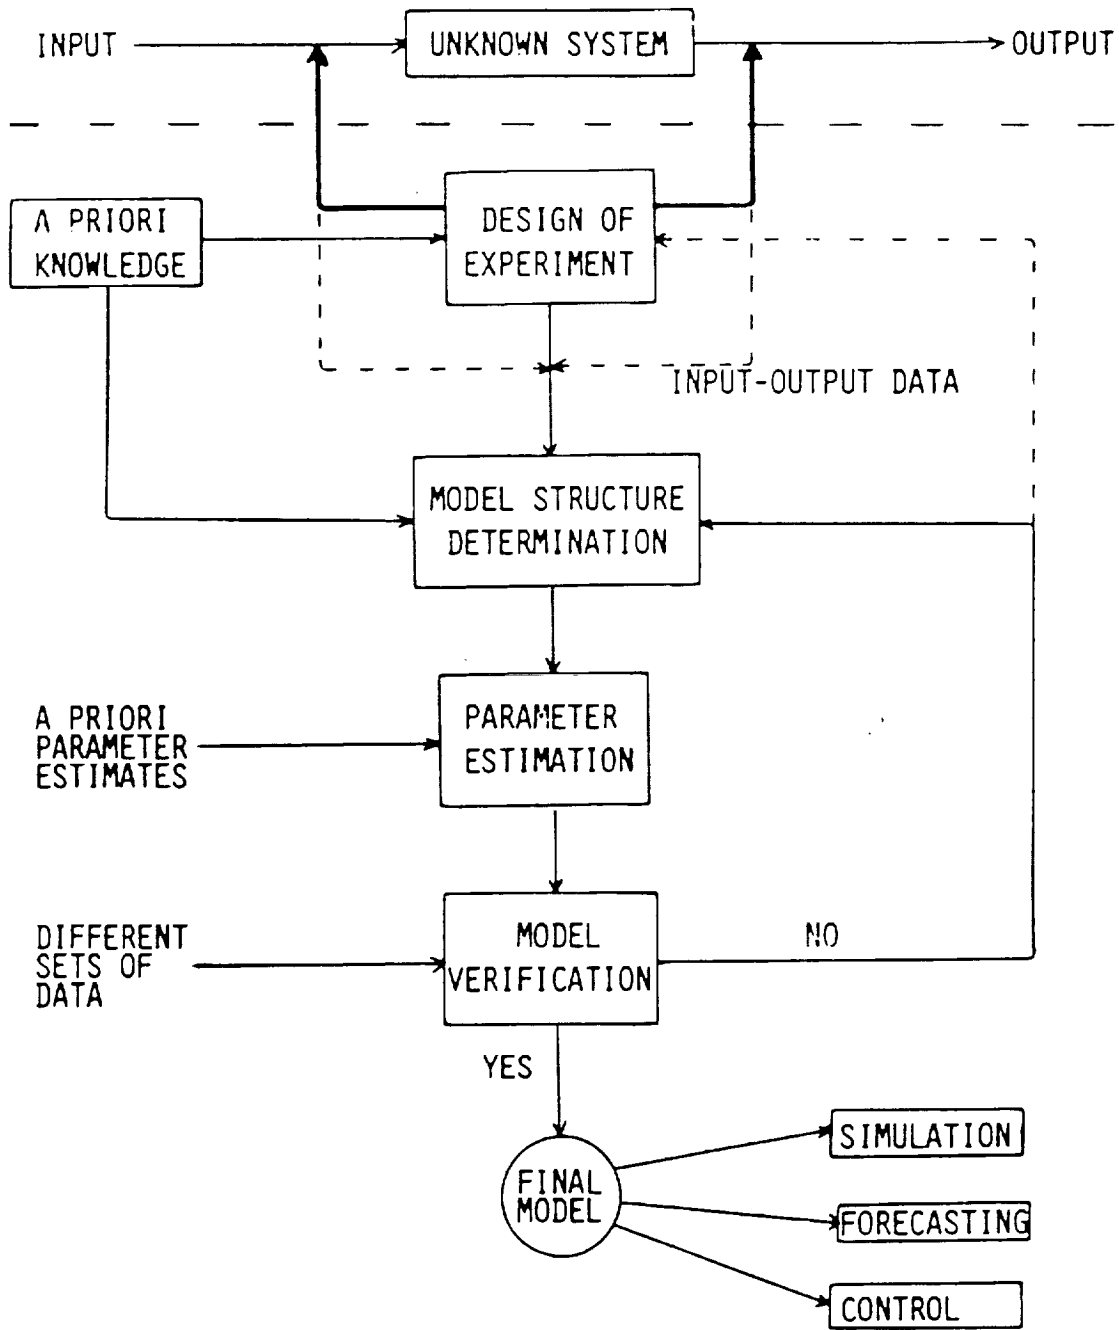 INPUT
UNKNOWN SYSTEM
OUTPUT
A PRIORI
KNOWLEDGE
DESIGN OF
EXPERIMENT
INPUT-OUTPUT DATA
MODEL STRUCTURE
DETERMINATION
A PRIORI
PARAMETER
ESTIMATES
PARAMETER
ESTIMATION
DIFFERENT
SETS OF
DATA
MODEL
VERIFICATION
NO
YES
FINAL
MODEL
SIMULATION
FORECASTING
CONTROL